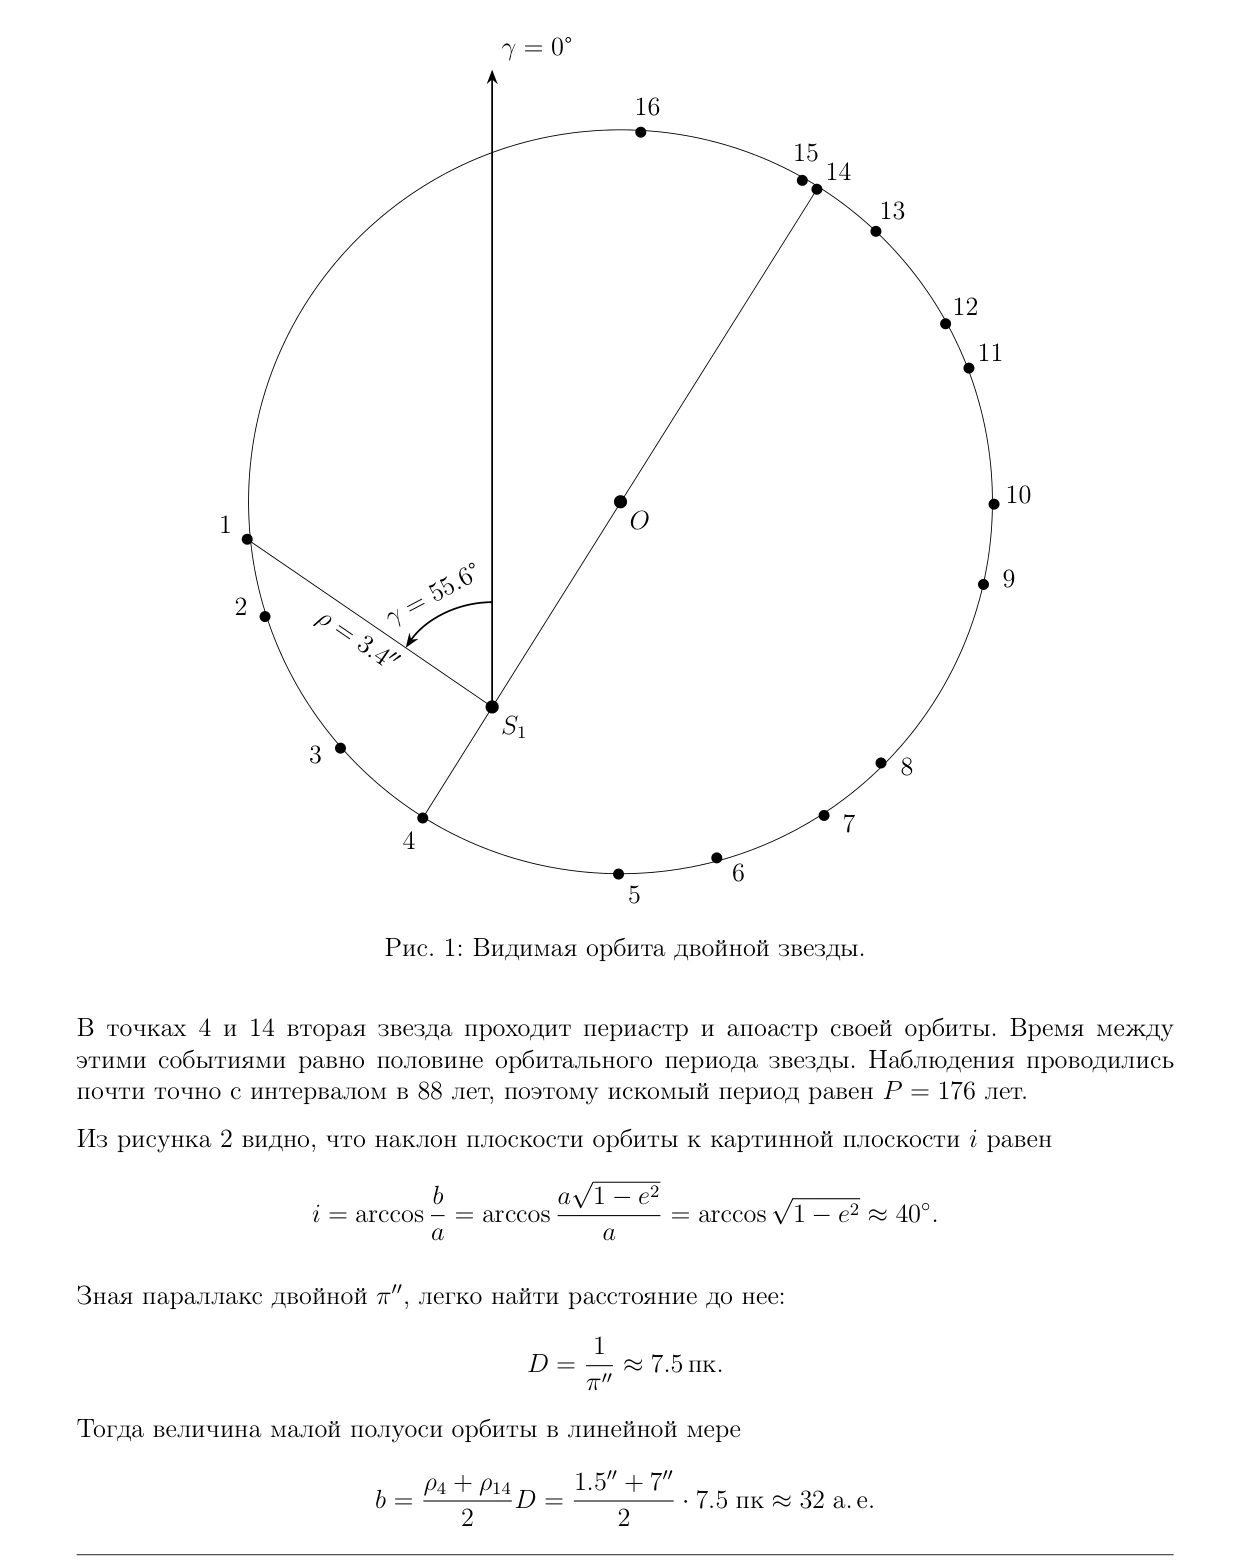 γ = 0°
16
15
14
13
12
11
10
O
1
9
γ = 55.6°
2
ρ = 3.4″
S₁
3
8
4
7
6
5
Рис. 1: Видимая орбита двойной звезды.
В точках 4 и 14 вторая звезда проходит периастр и апоастр своей орбиты. Время между
этими событиями равно половине орбитального периода звезды. Наблюдения проводились
почти точно с интервалом в 88 лет, поэтому искомый период равен P = 176 лет.
Из рисунка 2 видно, что наклон плоскости орбиты к картинной плоскости i равен
i = arccos b/a = arccos a√(1 − e²)/a = arccos √(1 − e²) ≈ 40°.
Зная параллакс двойной π″, легко найти расстояние до нее:
D = 1/π″ ≈ 7.5 пк.
Тогда величина малой полуоси орбиты в линейной мере
b = (ρ₄ + ρ₁₄)/2 D = (1.5″ + 7″)/2 · 7.5 пк ≈ 32 а. е.